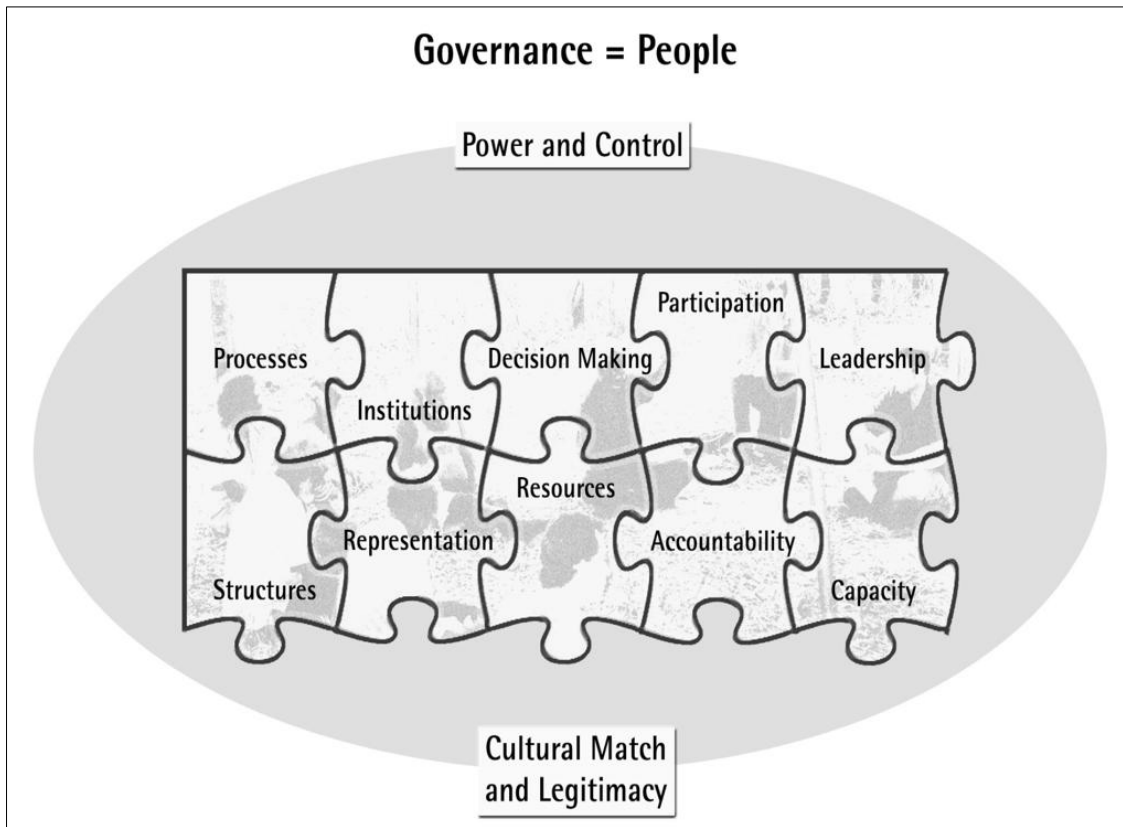 Governance = People
Power and Control
Processes
Institutions
Decision Making
Participation
Leadership
Structures
Representation
Resources
Accountability
Capacity
Cultural Match
and Legitimacy